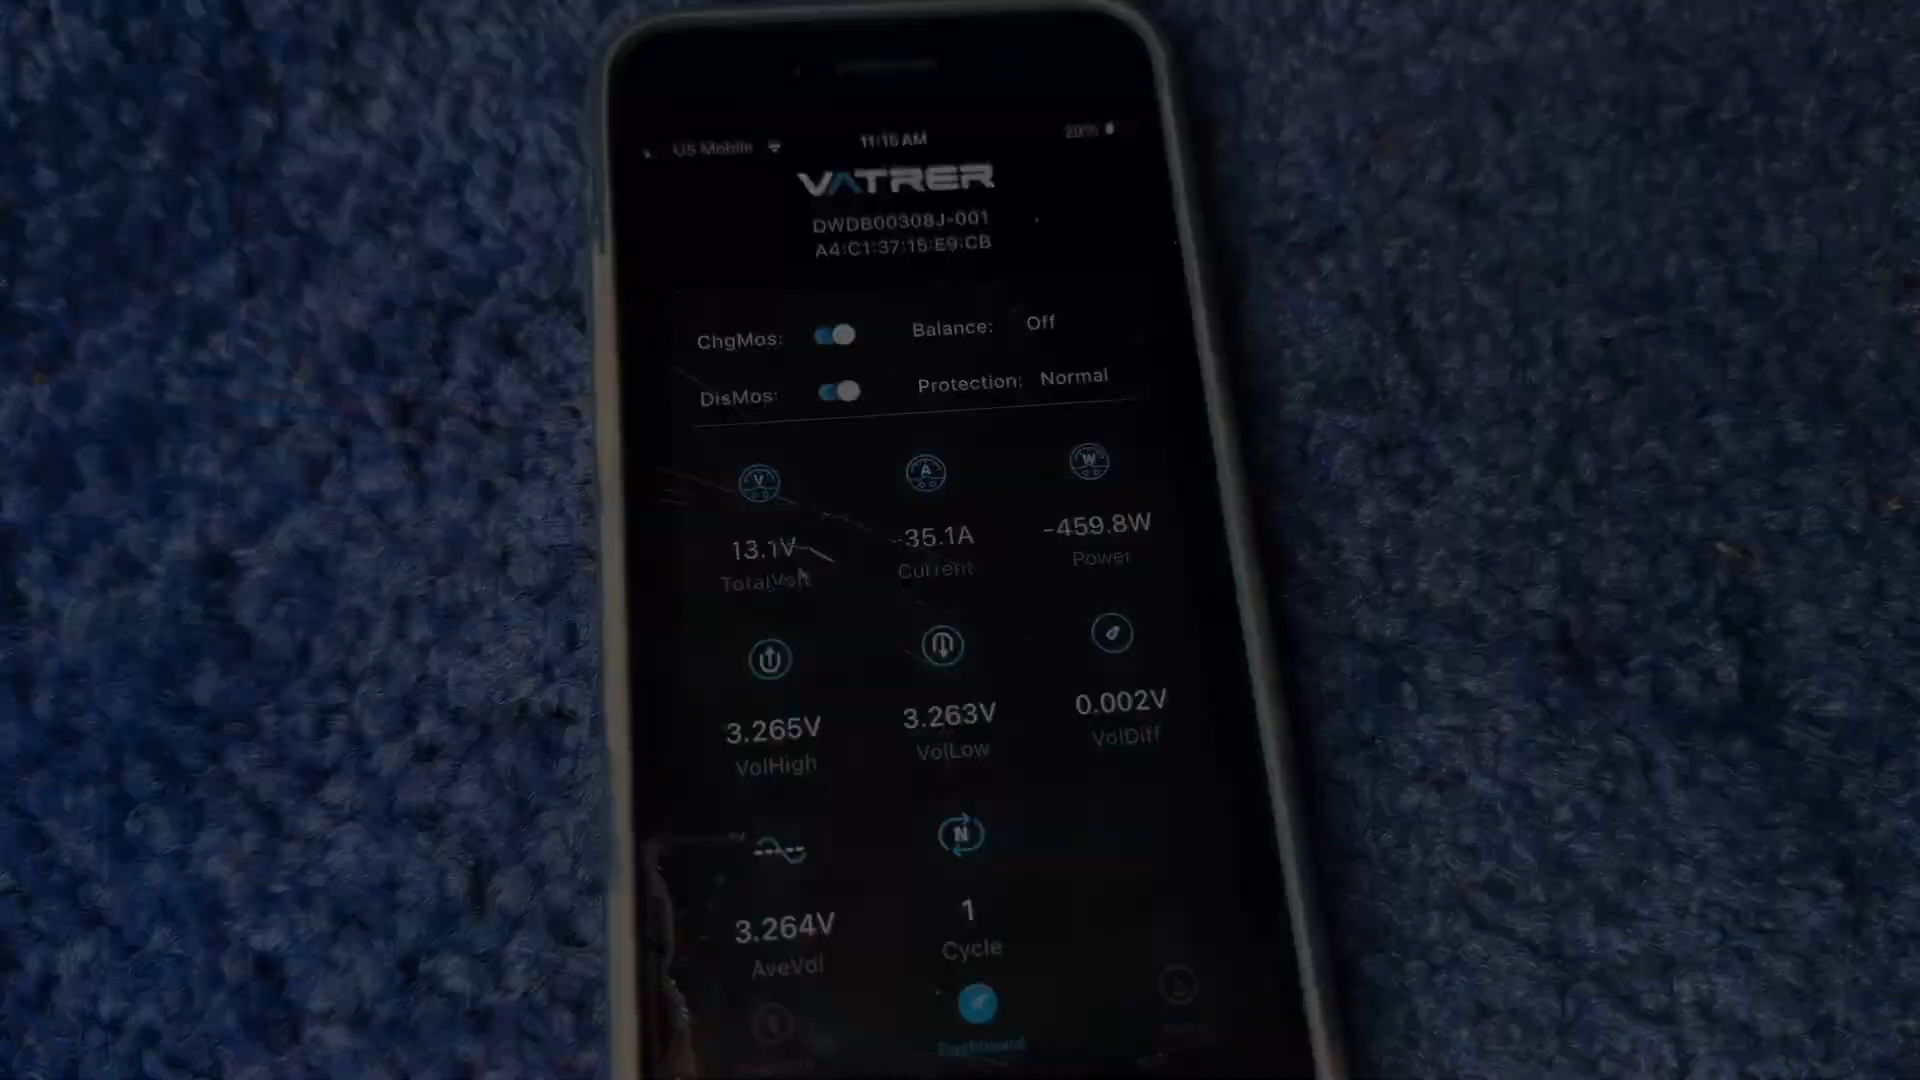 US Mobile 11:16 AM 29%
VATRER
DWDB00308J-001
A4:C1:37:15:E9:CB
ChgMos: Balance: Off
DisMos: Protection: Normal
V A W
13.1V -35.1A -459.8W
TotalVolt Current Power
3.265V 3.263V 0.002V
VolHigh VolLow VolDiff
N
3.264V 1
AveVol Cycle
Dashboard